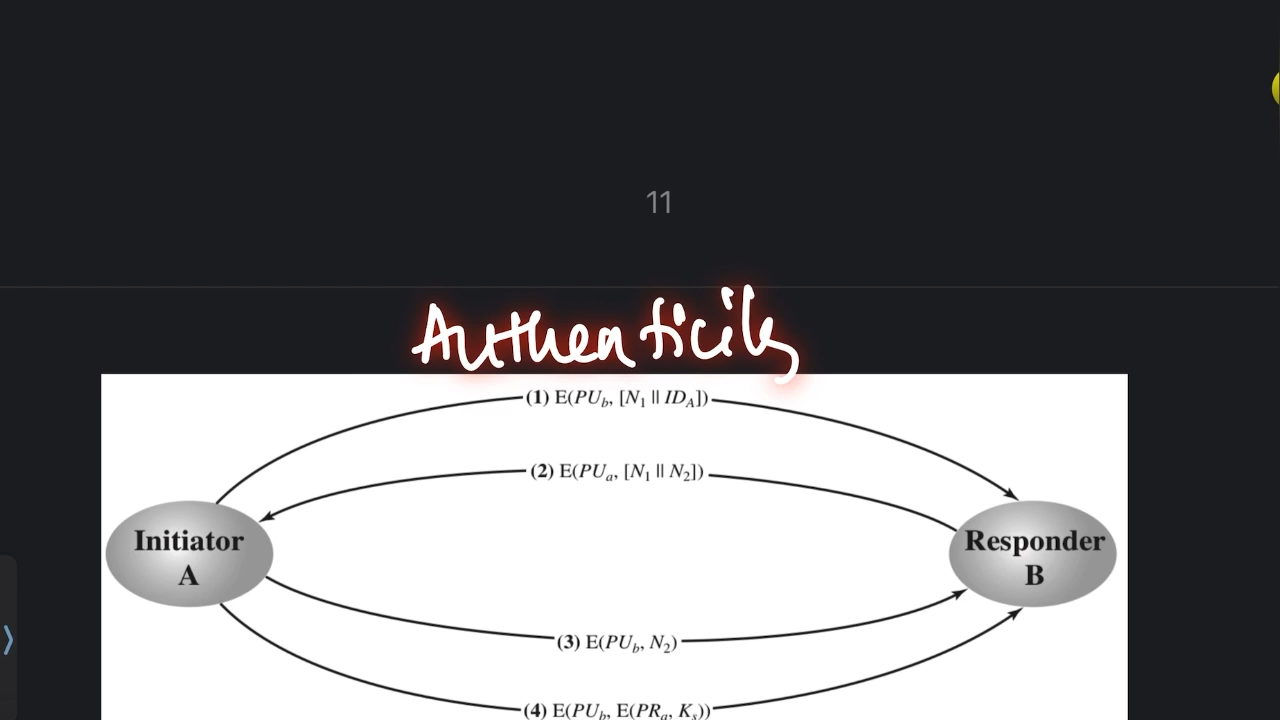 11
Authenticity
(1) E(PU_b, [N_1 || ID_A])
(2) E(PU_a, [N_1 || N_2])
Initiator
A
Responder
B
(3) E(PU_b, N_2)
(4) E(PU_b, E(PR_a, K_s))